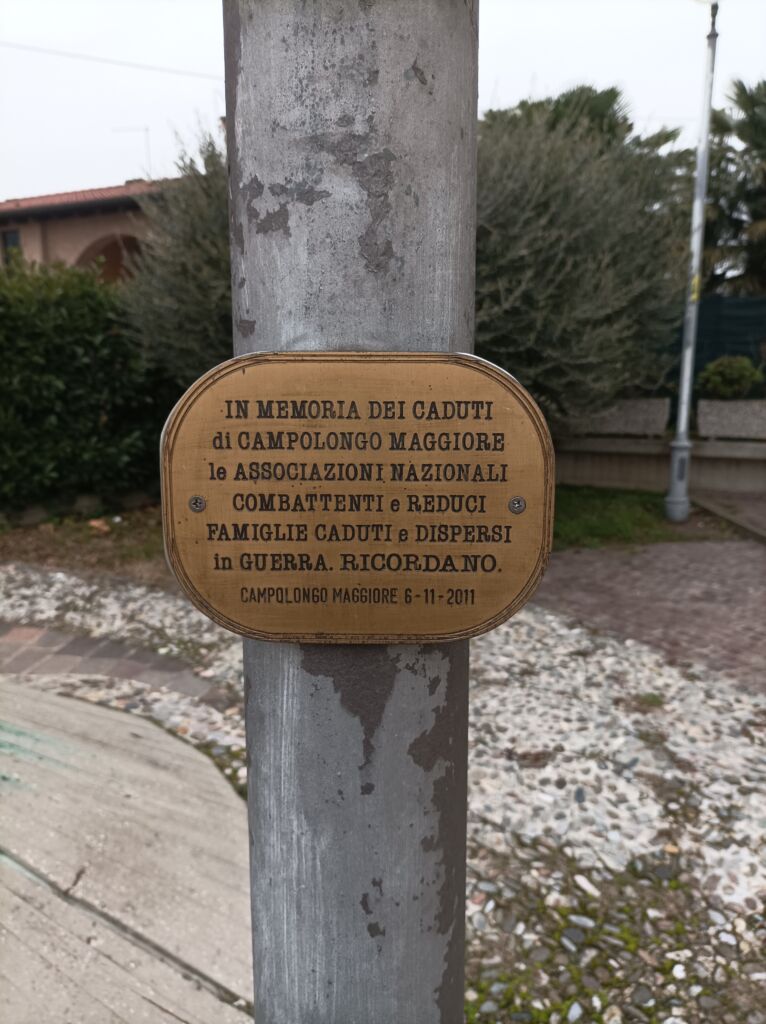 IN MEMORIA DEI CADUTI
di CAMPOLONGO MAGGIORE
le ASSOCIAZIONI NAZIONALI
COMBATTENTI e REDUCI
FAMIGLIE CADUTI e DISPERSI
in GUERRA. RICORDANO.
CAMPOLONGO MAGGIORE 6-11-2011